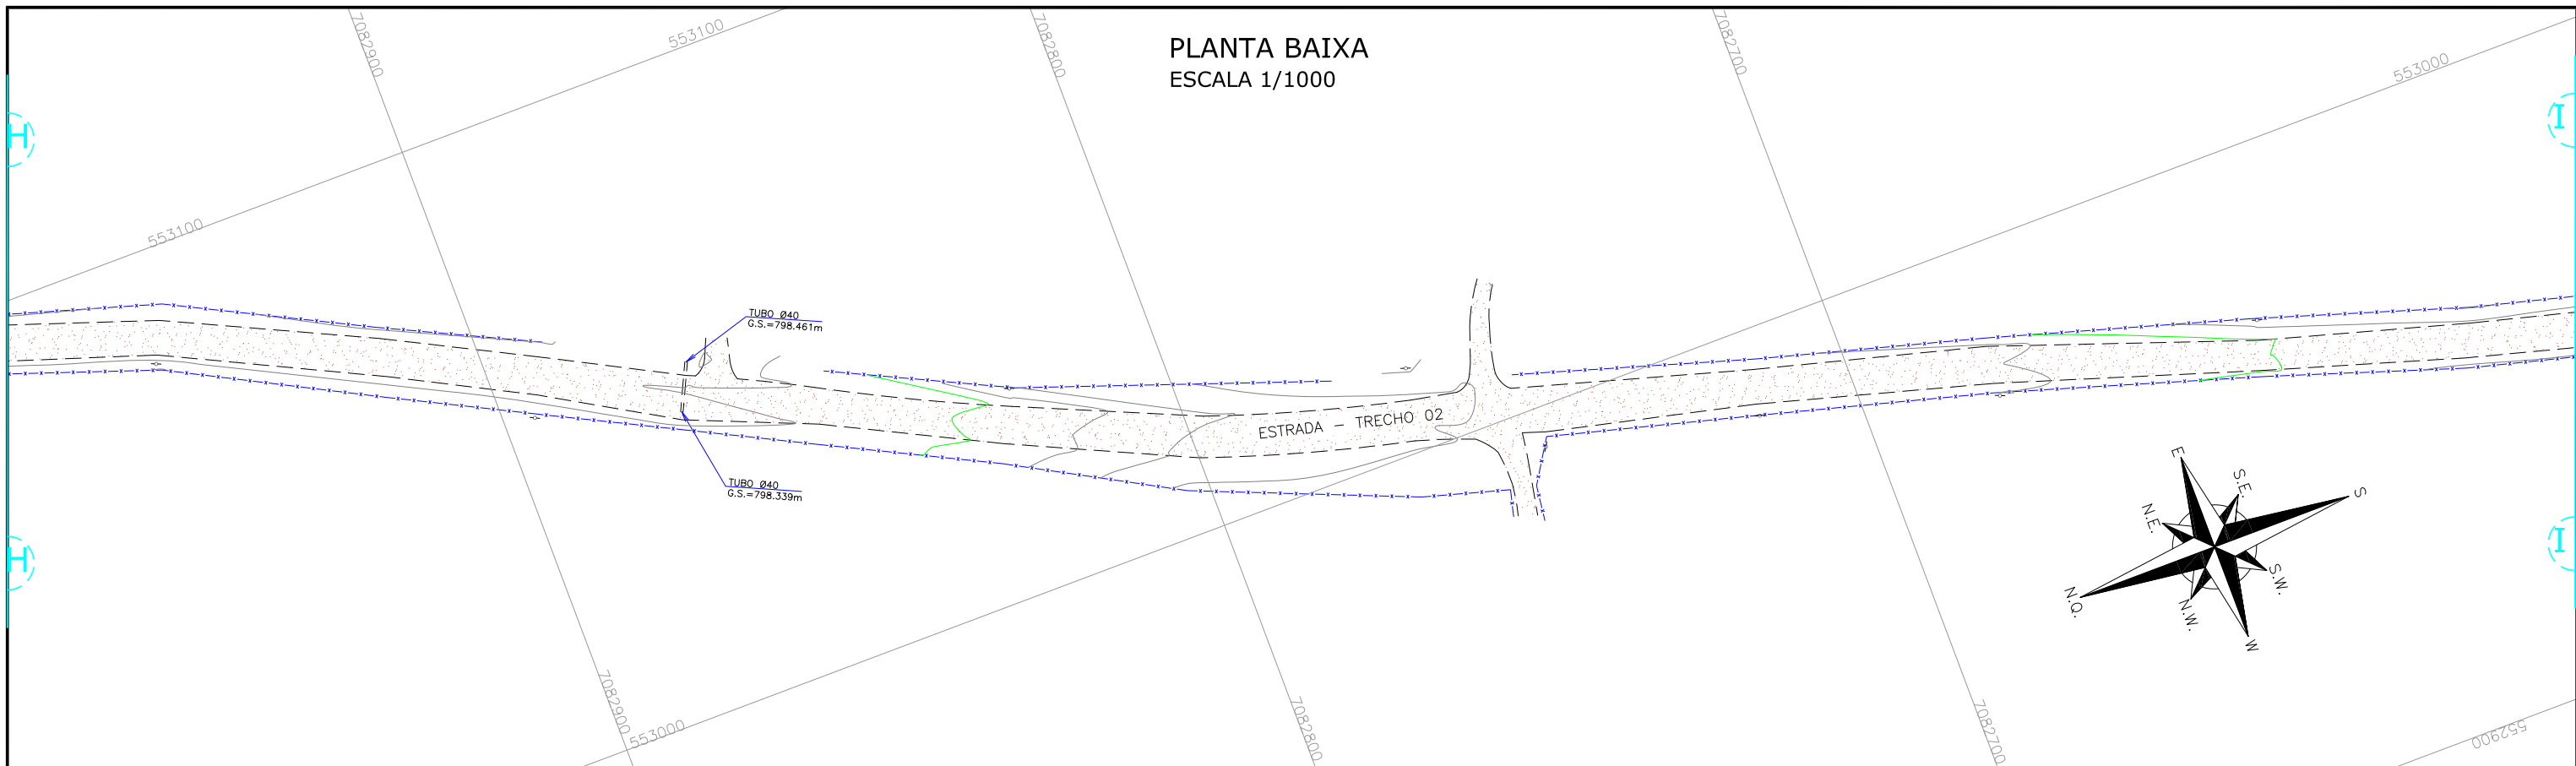 PLANTA BAIXA
ESCALA 1/1000
7082900
553100
7082800
7082700
553000
H
I
553100
TUBO Ø40
G.S.=798.461m
ESTRADA - TRECHO 02
TUBO Ø40
G.S.=798.339m
E
S.E.
S
N.E.
S.W.
N.Q.
N.W.
W
H
I
7082900
553000
7082800
7082700
552900